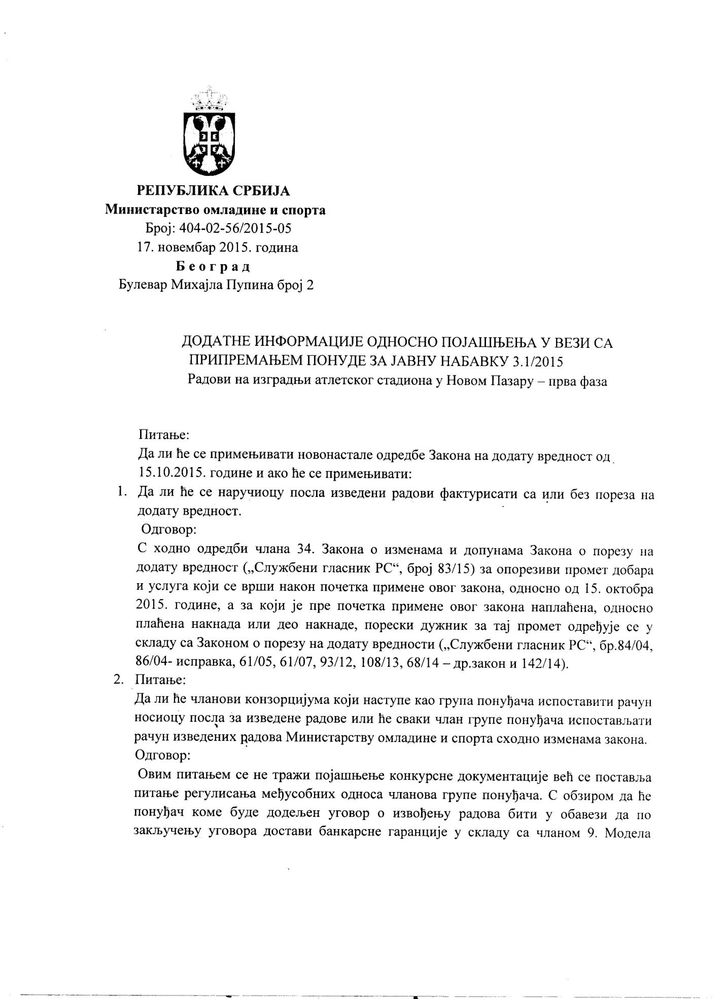 РЕПУБЛИКА СРБИЈА
Министарство омладине и спорта
Број: 404-02-56/2015-05
17. новембар 2015. година
Б е о г р а д
Булевар Михајла Пупина број 2
ДОДАТНЕ ИНФОРМАЦИЈЕ ОДНОСНО ПОЈАШЊЕЊА У ВЕЗИ СА
ПРИПРЕМАЊЕМ ПОНУДЕ ЗА ЈАВНУ НАБАВКУ 3.1/2015
Радови на изградњи атлетског стадиона у Новом Пазару – прва фаза
Питање:
Да ли ће се примењивати новонастале одредбе Закона на додату вредност од
15.10.2015. године и ако ће се примењивати:
1. Да ли ће се наручиоцу посла изведени радови фактурисати са или без пореза на
додату вредност.
Одговор:
С ходно одредби члана 34. Закона о изменама и допунама Закона о порезу на
додату вредност („Службени гласник РС“, број 83/15) за опорезиви промет добара
и услуга који се врши након почетка примене овог закона, односно од 15. октобра
2015. године, а за који је пре почетка примене овог закона наплаћена, односно
плаћена накнада или део накнаде, порески дужник за тај промет одређује се у
складу са Законом о порезу на додату вредности („Службени гласник РС“, бр.84/04,
86/04- исправка, 61/05, 61/07, 93/12, 108/13, 68/14 – др.закон и 142/14).
2. Питање:
Да ли ће чланови конзорцијума који наступе као група понуђача испоставити рачун
носиоцу посла за изведене радове или ће сваки члан групе понуђача испостављати
рачун изведених радова Министарству омладине и спорта сходно изменама закона.
Одговор:
Овим питањем се не тражи појашњење конкурсне документације већ се поставља
питање регулисања међусобних односа чланова групе понуђача. С обзиром да ће
понуђач коме буде додељен уговор о извођењу радова бити у обавези да по
закључењу уговора достави банкарсне гаранције у складу са чланом 9. Модела